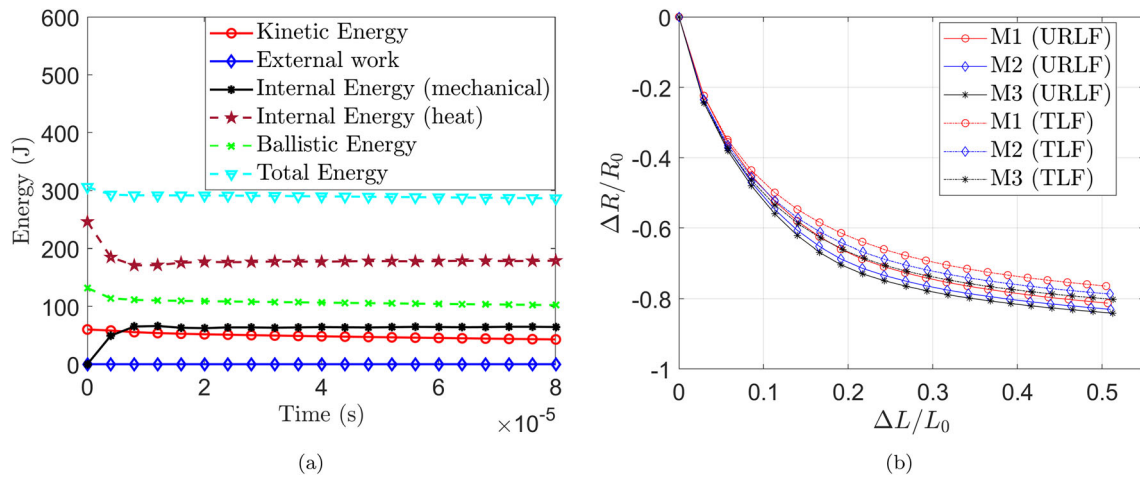 600
500
400
300
200
100
0
Energy (J)
Kinetic Energy
External work
Internal Energy (mechanical)
Internal Energy (heat)
Ballistic Energy
Total Energy
0 2 4 6 8
Time (s)
×10⁻⁵
(a)
0
-0.2
-0.4
-0.6
-0.8
-1
ΔR/R₀
M1 (URLF)
M2 (URLF)
M3 (URLF)
M1 (TLF)
M2 (TLF)
M3 (TLF)
0 0.1 0.2 0.3 0.4 0.5
ΔL/L₀
(b)